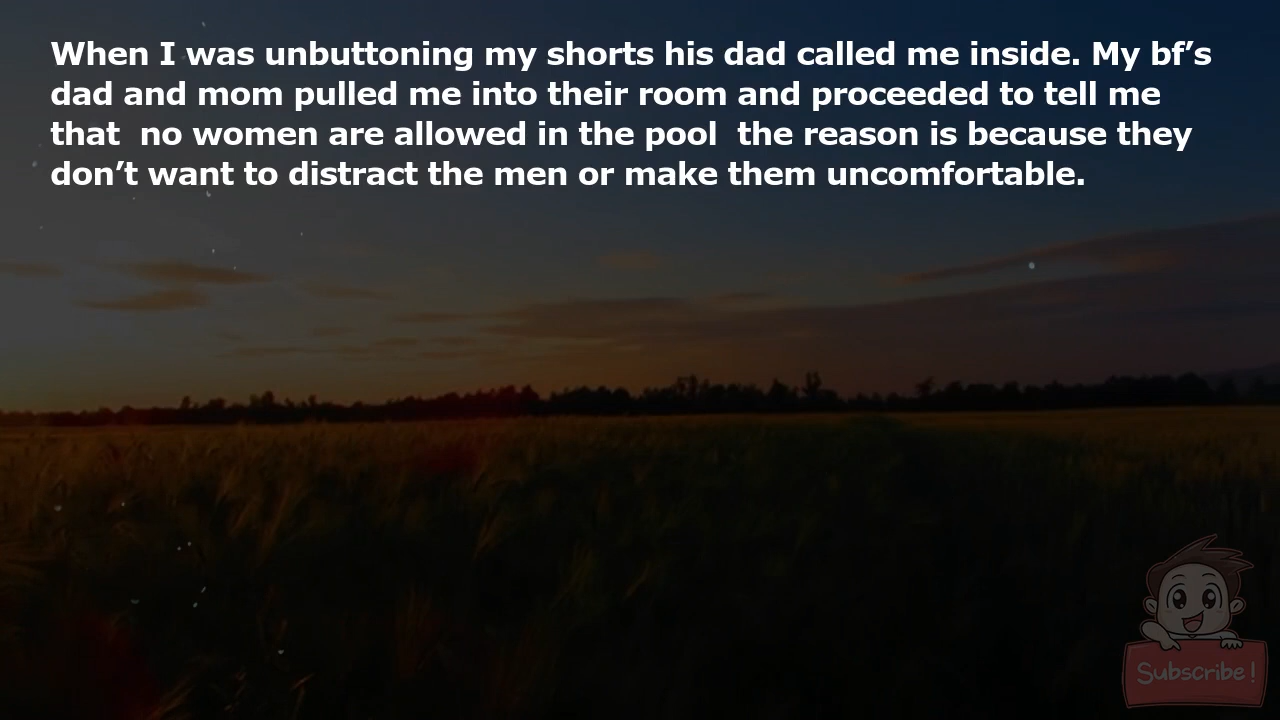 When I was unbuttoning my shorts his dad called me inside. My bf’s
dad and mom pulled me into their room and proceeded to tell me
that  no women are allowed in the pool  the reason is because they
don’t want to distract the men or make them uncomfortable.
Subscribe!